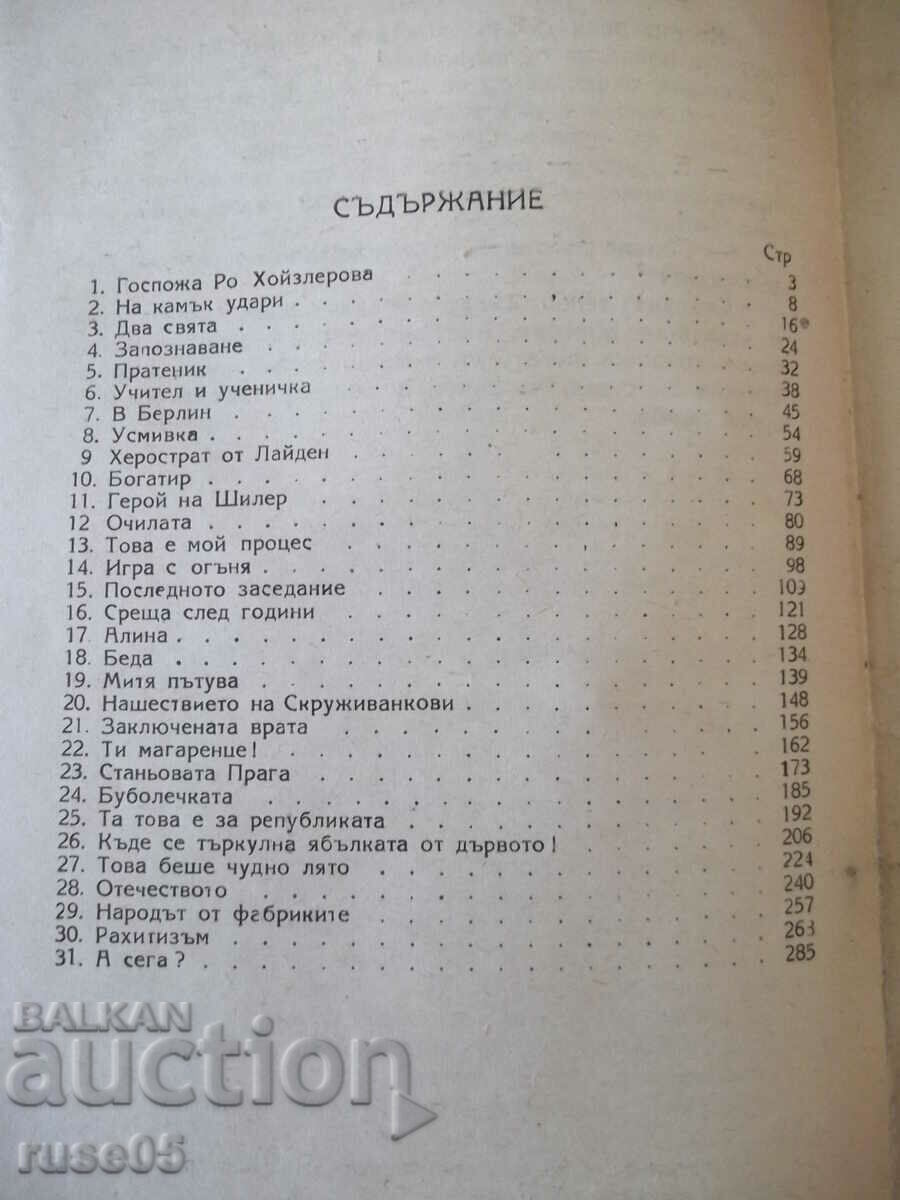 СЪДЪРЖАНИЕ
Стр
1. Госпожа Ро Хойзлерова 3
2. На камък удари 8
3. Два свята 16
4. Запознаване 24
5. Пратеник 32
6. Учител и ученичка 38
7. В Берлин 45
8. Усмивка 54
9 Херострат от Лайден 59
10. Богатир 68
11. Герой на Шилер 73
12 Очилата 80
13. Това е мой процес 89
14. Игра с огъня 98
15. Последното заседание 109
16. Среща след години 121
17. Алина 128
18. Беда 134
19. Митя пътува 139
20. Нашествието на Скруживанкови 148
21. Заключената врата 156
22. Ти магаренце! 162
23. Станьовата Прага 173
24. Буболечката 185
25. Та това е за републиката 192
26. Къде се търкулна ябълката от дървото! 206
27. Това беше чудно лято 224
28. Отечеството 240
29. Народът от фабриките 257
30. Рахитизъм 268
31. А сега? 285
BALKAN
auction
ruse05